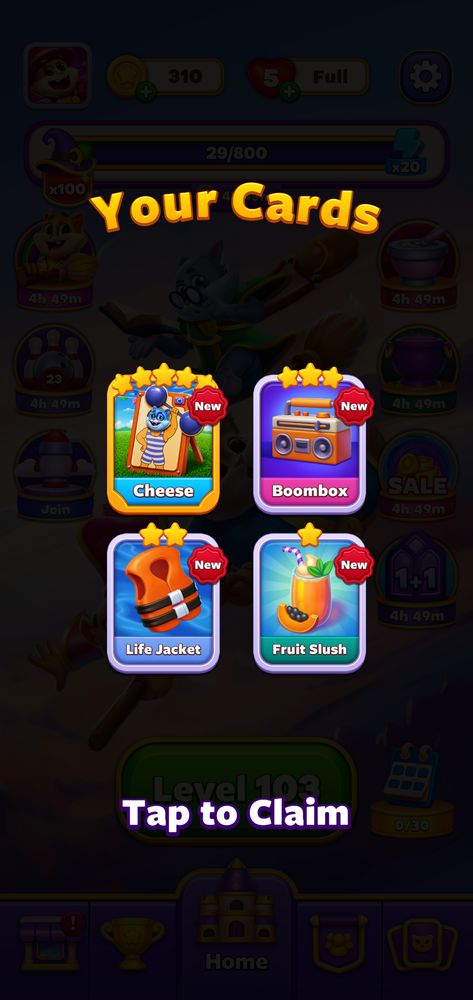 310
5
Full
29/800
x100
x20
Your Cards
4h 49m
4h 49m
New
New
23
4h 49m
4h 49m
Cheese
Boombox
SALE
Join
4h 49m
New
New
1+1
4h 49m
Life Jacket
Fruit Slush
Level 103
Tap to Claim
0/30
!
Home